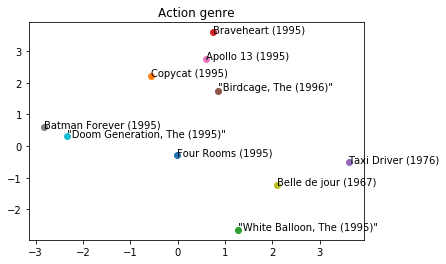 Action genre
Braveheart (1995)
Apollo 13 (1995)
Copycat (1995)
"Birdcage, The (1996)"
Batman Forever (1995)
"Doom Generation, The (1995)"
Four Rooms (1995)
Taxi Driver (1976)
Belle de jour (1967)
"White Balloon, The (1995)"
3
2
1
0
−1
−2
−3 −2 −1 0 1 2 3